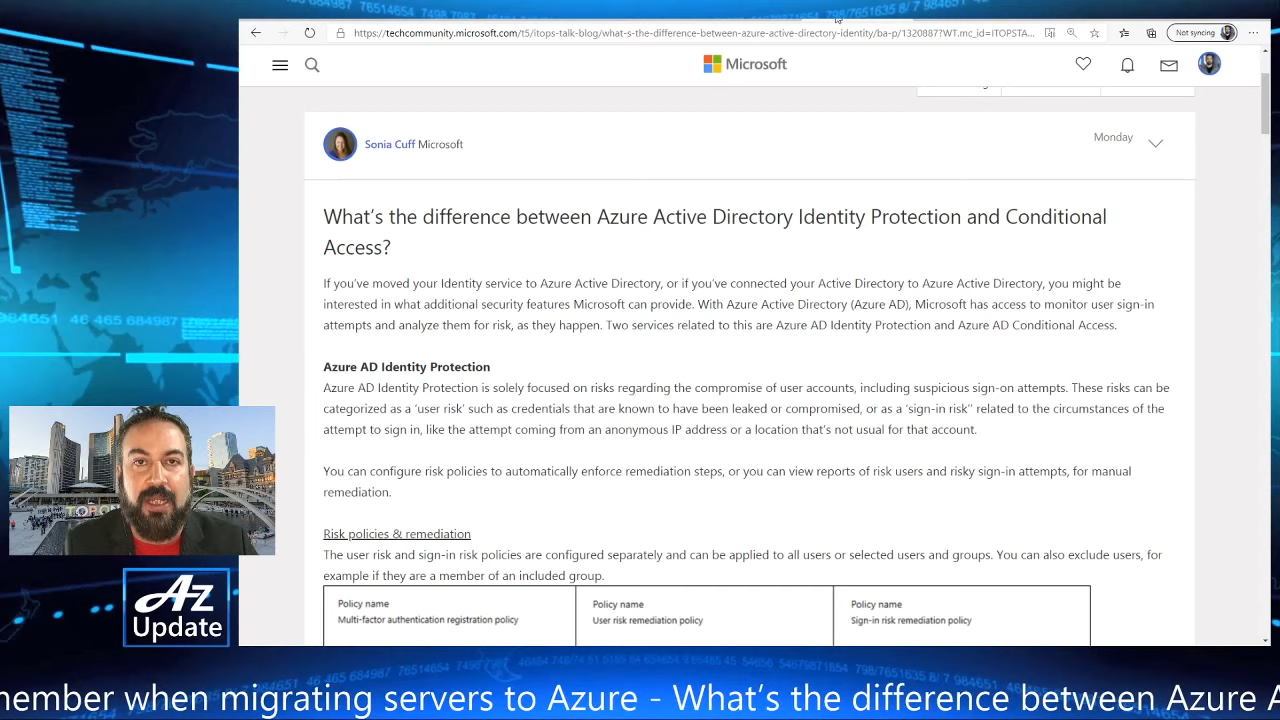 https://techcommunity.microsoft.com/t5/itops-talk-blog/what-s-the-difference-between-azure-active-directory-identity/ba-p/1320887?WT.mc_id=ITOPSTA...
Not syncing
Microsoft
Sonia Cuff Microsoft
Monday
What's the difference between Azure Active Directory Identity Protection and Conditional
Access?
If you've moved your Identity service to Azure Active Directory, or if you've connected your Active Directory to Azure Active Directory, you might be
interested in what additional security features Microsoft can provide. With Azure Active Directory (Azure AD), Microsoft has access to monitor user sign-in
attempts and analyze them for risk, as they happen. Two services related to this are Azure AD Identity Protection and Azure AD Conditional Access.
Azure AD Identity Protection
Azure AD Identity Protection is solely focused on risks regarding the compromise of user accounts, including suspicious sign-on attempts. These risks can be
categorized as a 'user risk' such as credentials that are known to have been leaked or compromised, or as a 'sign-in risk'' related to the circumstances of the
attempt to sign in, like the attempt coming from an anonymous IP address or a location that's not usual for that account.
You can configure risk policies to automatically enforce remediation steps, or you can view reports of risk users and risky sign-in attempts, for manual
remediation.
Risk policies & remediation
The user risk and sign-in risk policies are configured separately and can be applied to all users or selected users and groups. You can also exclude users, for
example if they are a member of an included group.
Policy name
Multi-factor authentication registration policy
Policy name
User risk remediation policy
Policy name
Sign-in risk remediation policy
TORON
Az
Update
member when migrating servers to Azure - What's the difference between Azure A